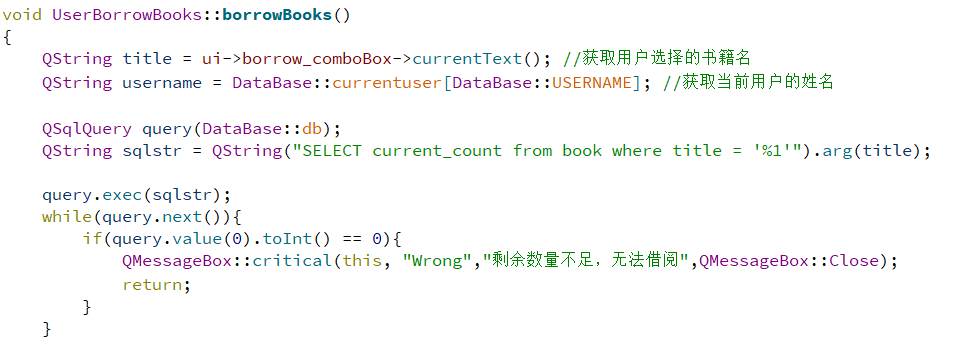 void UserBorrowBooks::borrowBooks()
{
    QString title = ui->borrow_comboBox->currentText(); //获取用户选择的书籍名
    QString username = DataBase::currentuser[DataBase::USERNAME]; //获取当前用户的姓名

    QSqlQuery query(DataBase::db);
    QString sqlstr = QString("SELECT current_count from book where title = '%1'").arg(title);

    query.exec(sqlstr);
    while(query.next()){
        if(query.value(0).toInt() == 0){
            QMessageBox::critical(this, "Wrong","剩余数量不足，无法借阅",QMessageBox::Close);
            return;
        }
    }